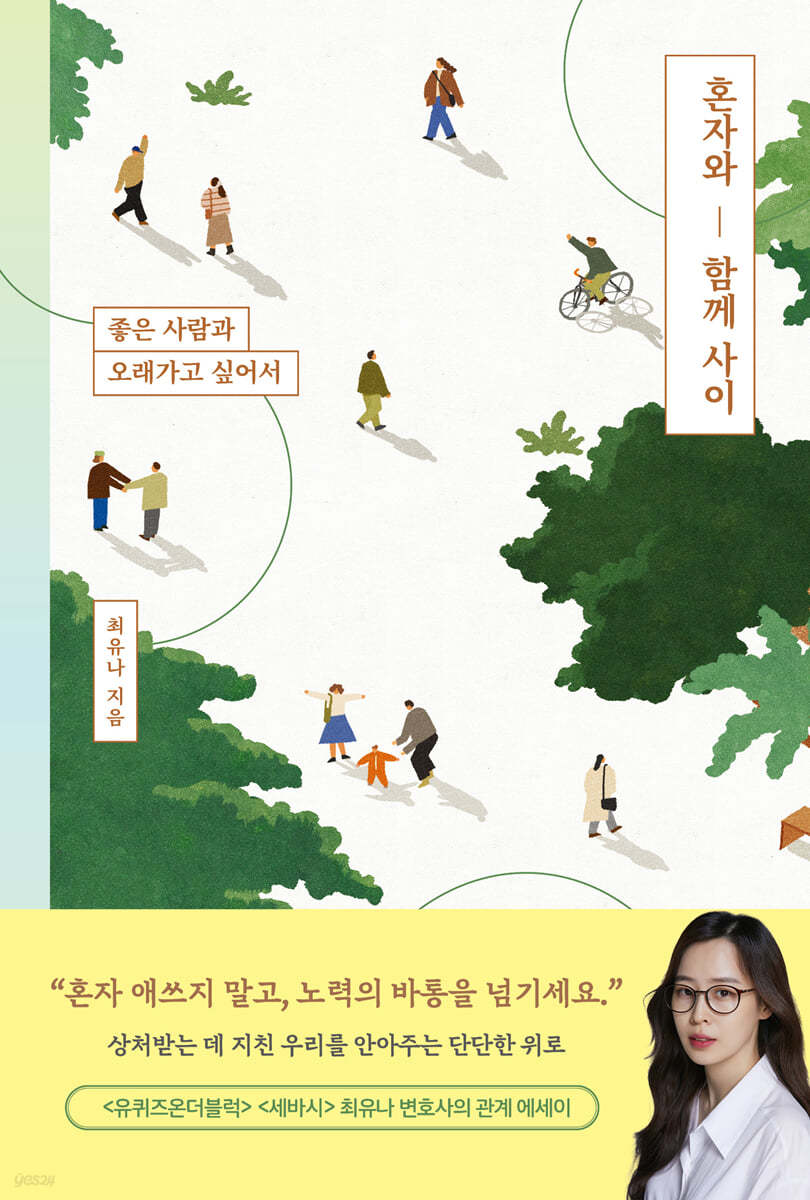 혼자와 — 함께 사이
좋은 사람과
오래가고 싶어서
최유나 지음
“혼자 애쓰지 말고, 노력의 바통을 넘기세요.”
상처받는 데 지친 우리를 안아주는 단단한 위로
<유퀴즈온더블럭> <세바시> 최유나 변호사의 관계 에세이
yes24